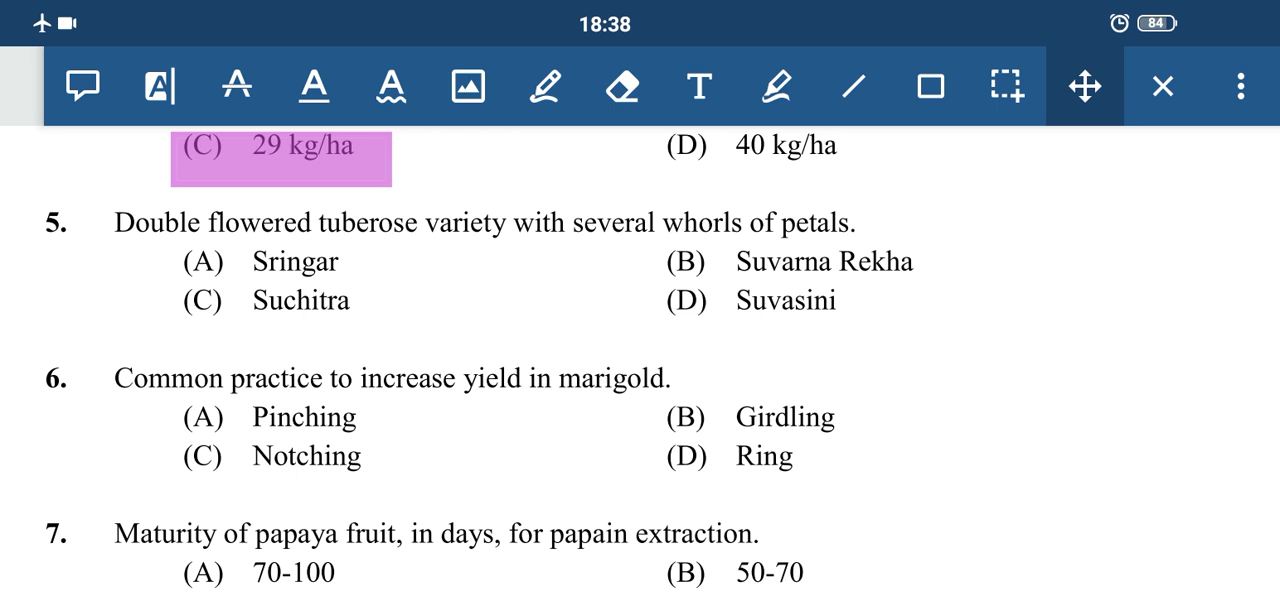 18:38
84
A A A A T
(C) 29 kg/ha (D) 40 kg/ha
5. Double flowered tuberose variety with several whorls of petals.
(A) Sringar (B) Suvarna Rekha
(C) Suchitra (D) Suvasini
6. Common practice to increase yield in marigold.
(A) Pinching (B) Girdling
(C) Notching (D) Ring
7. Maturity of papaya fruit, in days, for papain extraction.
(A) 70-100 (B) 50-70